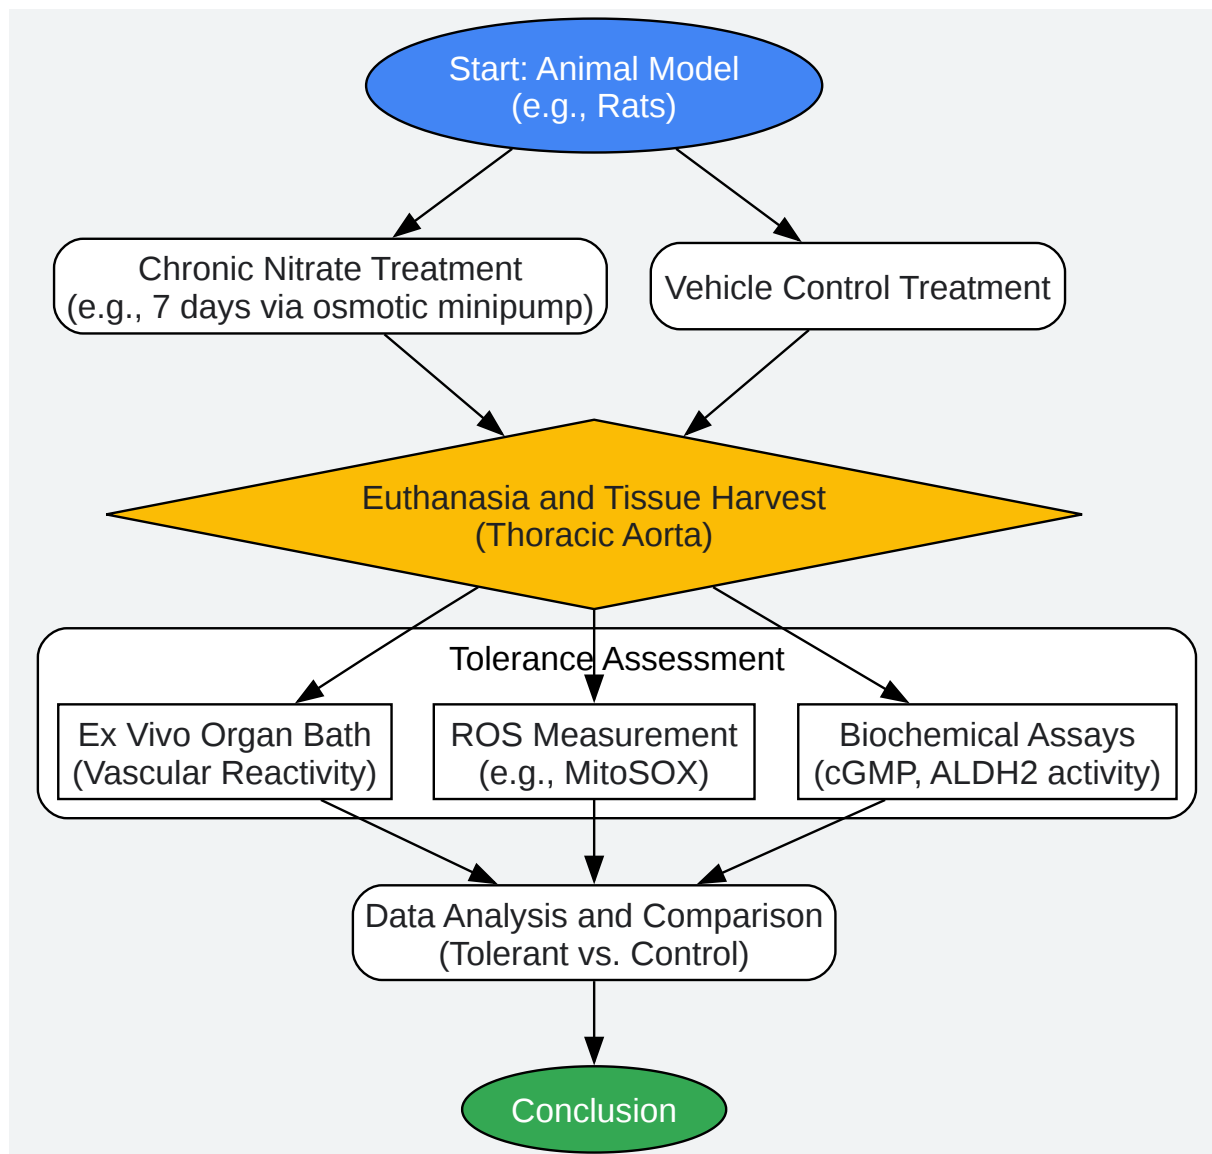 Start: Animal Model
(e.g., Rats)
Chronic Nitrate Treatment
(e.g., 7 days via osmotic minipump)
Vehicle Control Treatment
Euthanasia and Tissue Harvest
(Thoracic Aorta)
Tolerance Assessment
Ex Vivo Organ Bath
(Vascular Reactivity)
ROS Measurement
(e.g., MitoSOX)
Biochemical Assays
(cGMP, ALDH2 activity)
Data Analysis and Comparison
(Tolerant vs. Control)
Conclusion